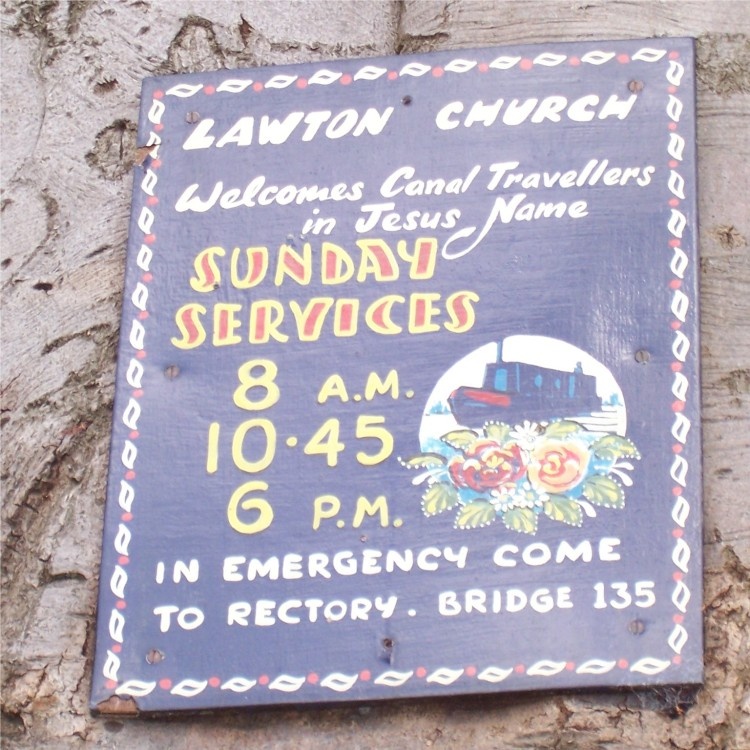 LAWTON CHURCH
Welcomes Canal Travellers
in Jesus Name
SUNDAY
SERVICES
8 A.M.
10·45
6 P.M.
IN EMERGENCY COME
TO RECTORY. BRIDGE 135